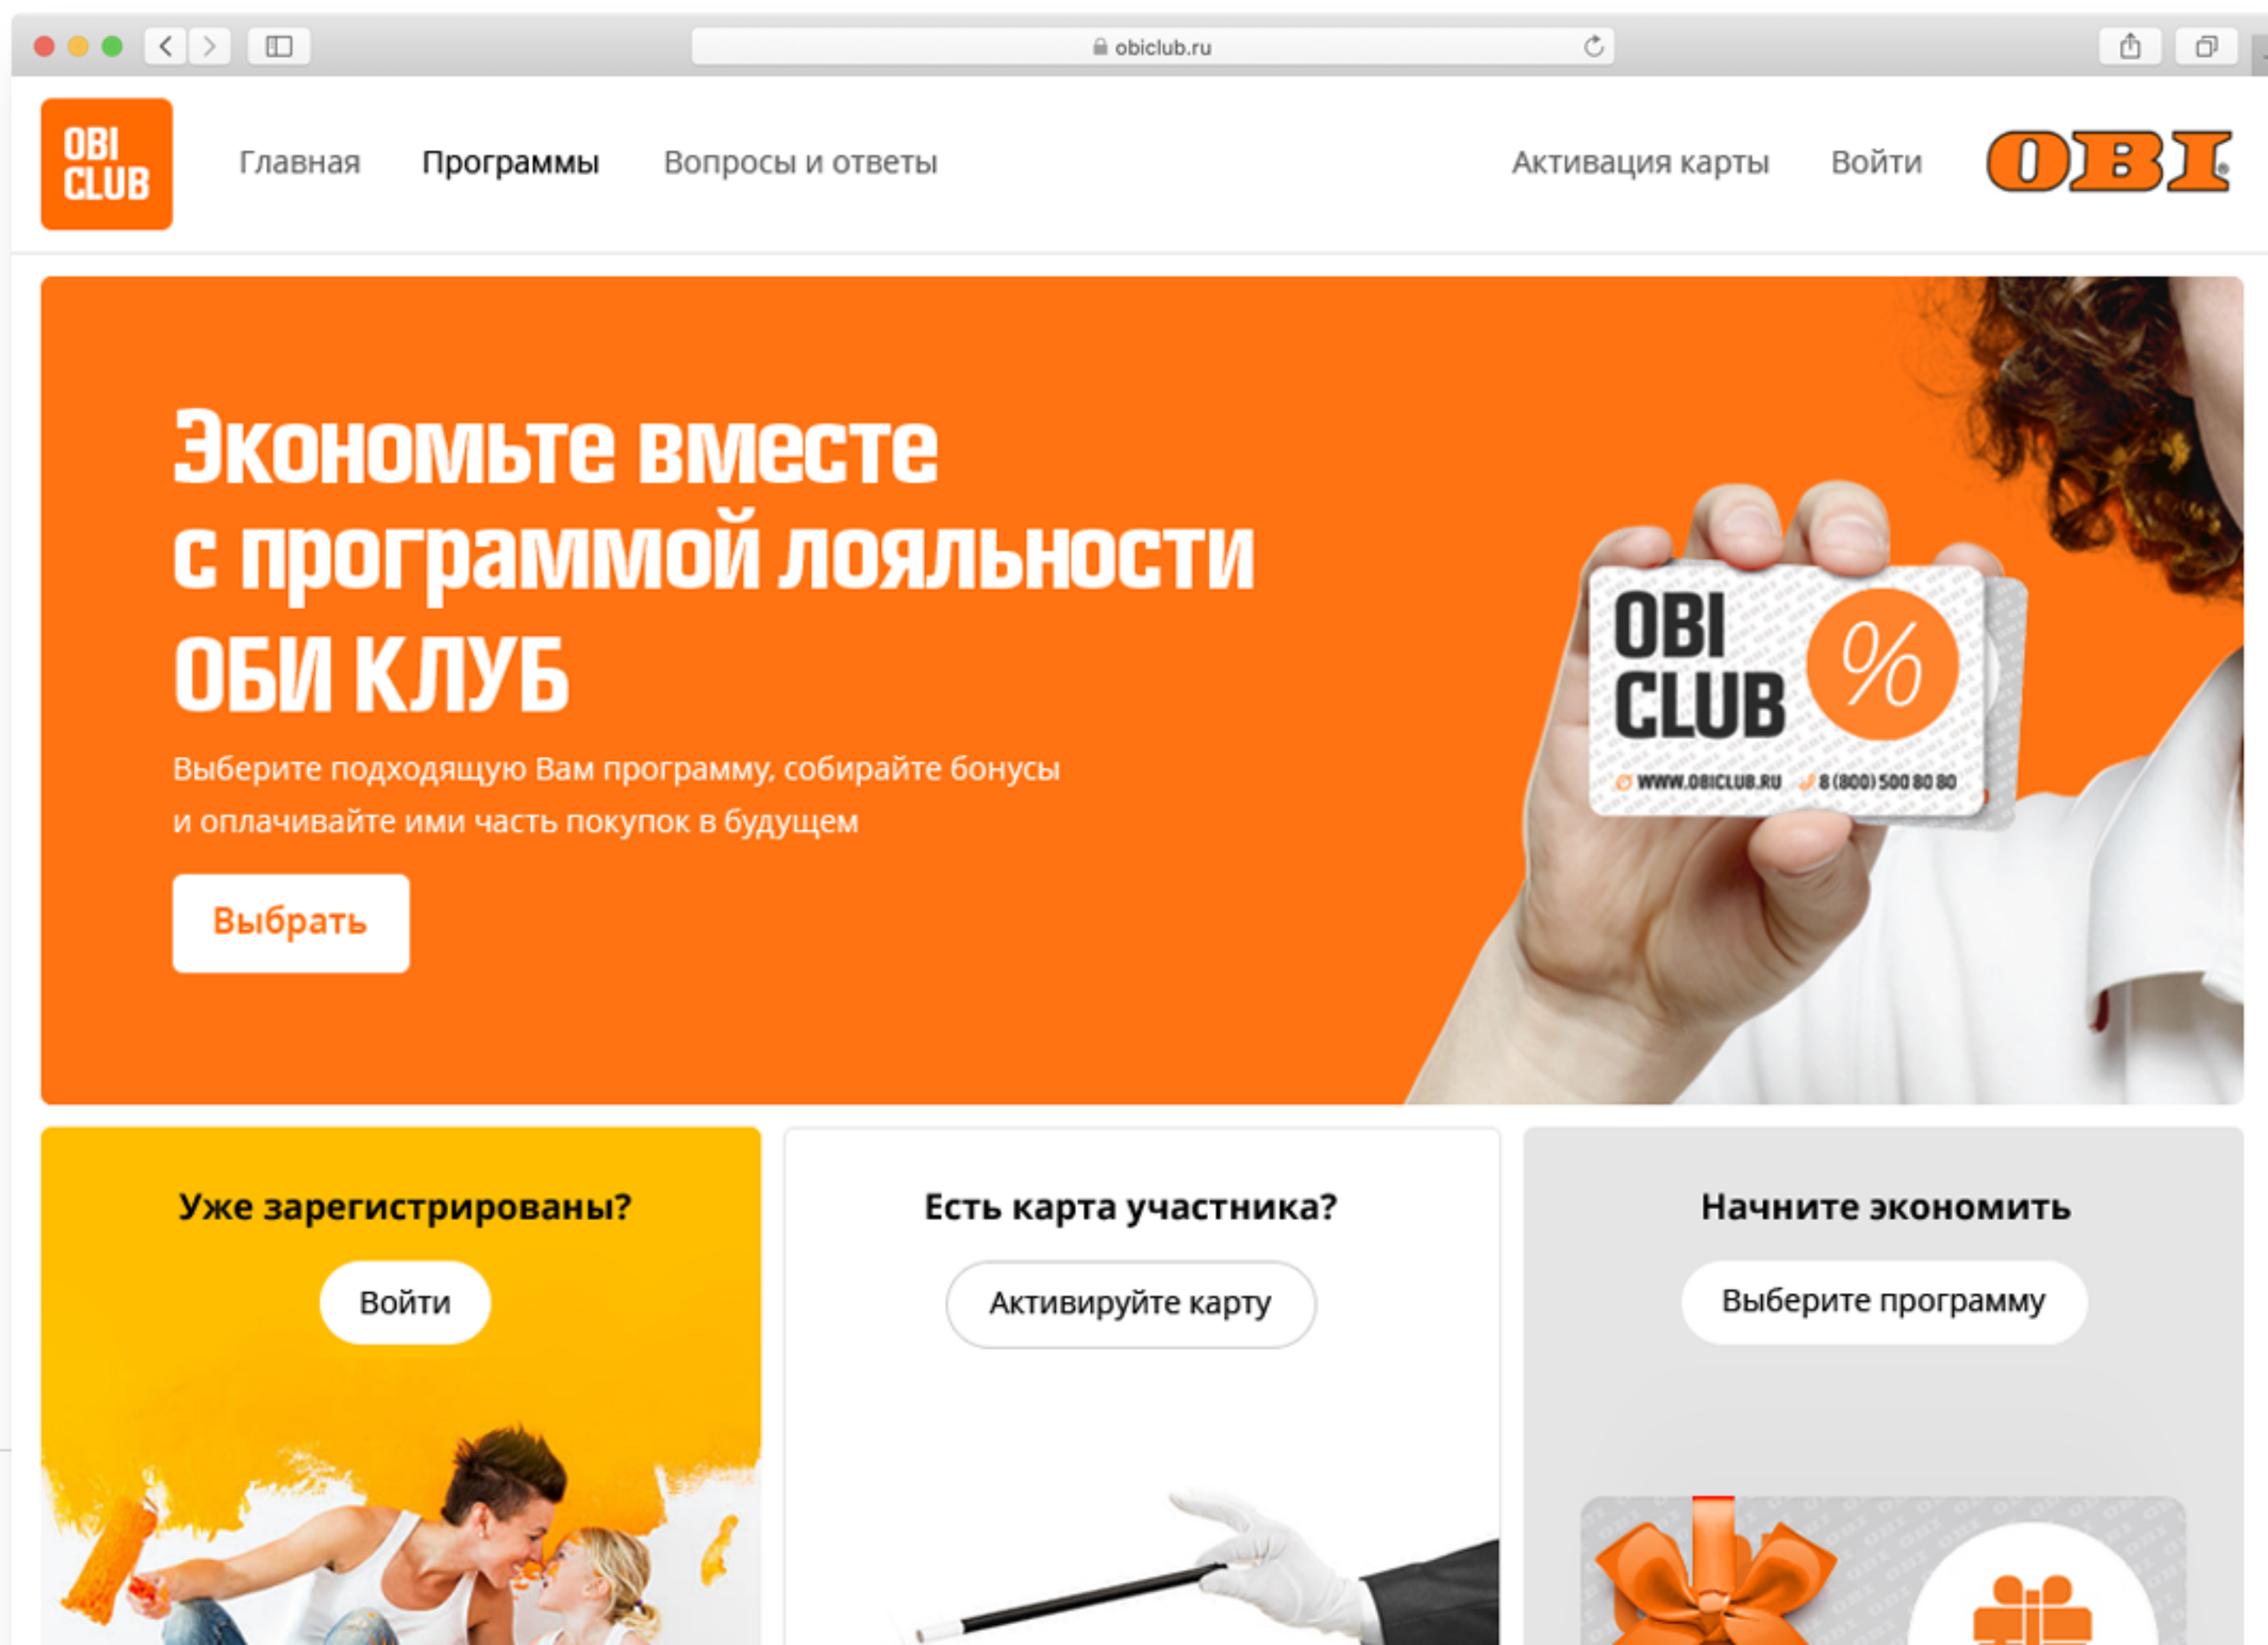 obiclub.ru
OBI
CLUB
Главная
Программы
Вопросы и ответы
Активация карты
Войти
OBI®
Экономьте вместе
с программой лояльности
ОБИ КЛУБ
Выберите подходящую Вам программу, собирайте бонусы
и оплачивайте ими часть покупок в будущем
Выбрать
OBI
CLUB
%
WWW.OBICLUB.RU 8 (800) 500 80 80
Уже зарегистрированы?
Войти
Есть карта участника?
Активируйте карту
Начните экономить
Выберите программу